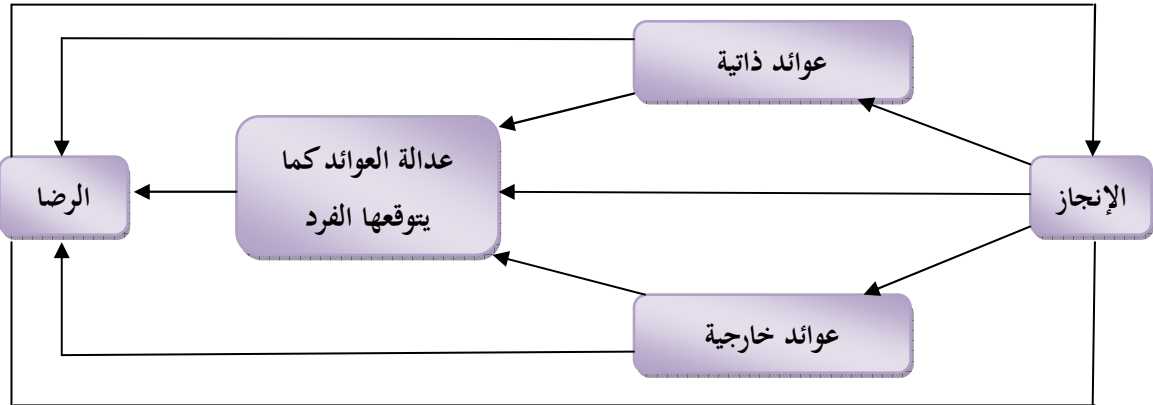 عوائد ذاتية
الإنجاز
عدالة العوائد كما
يتوقعها الفرد
الرضا
عوائد خارجية